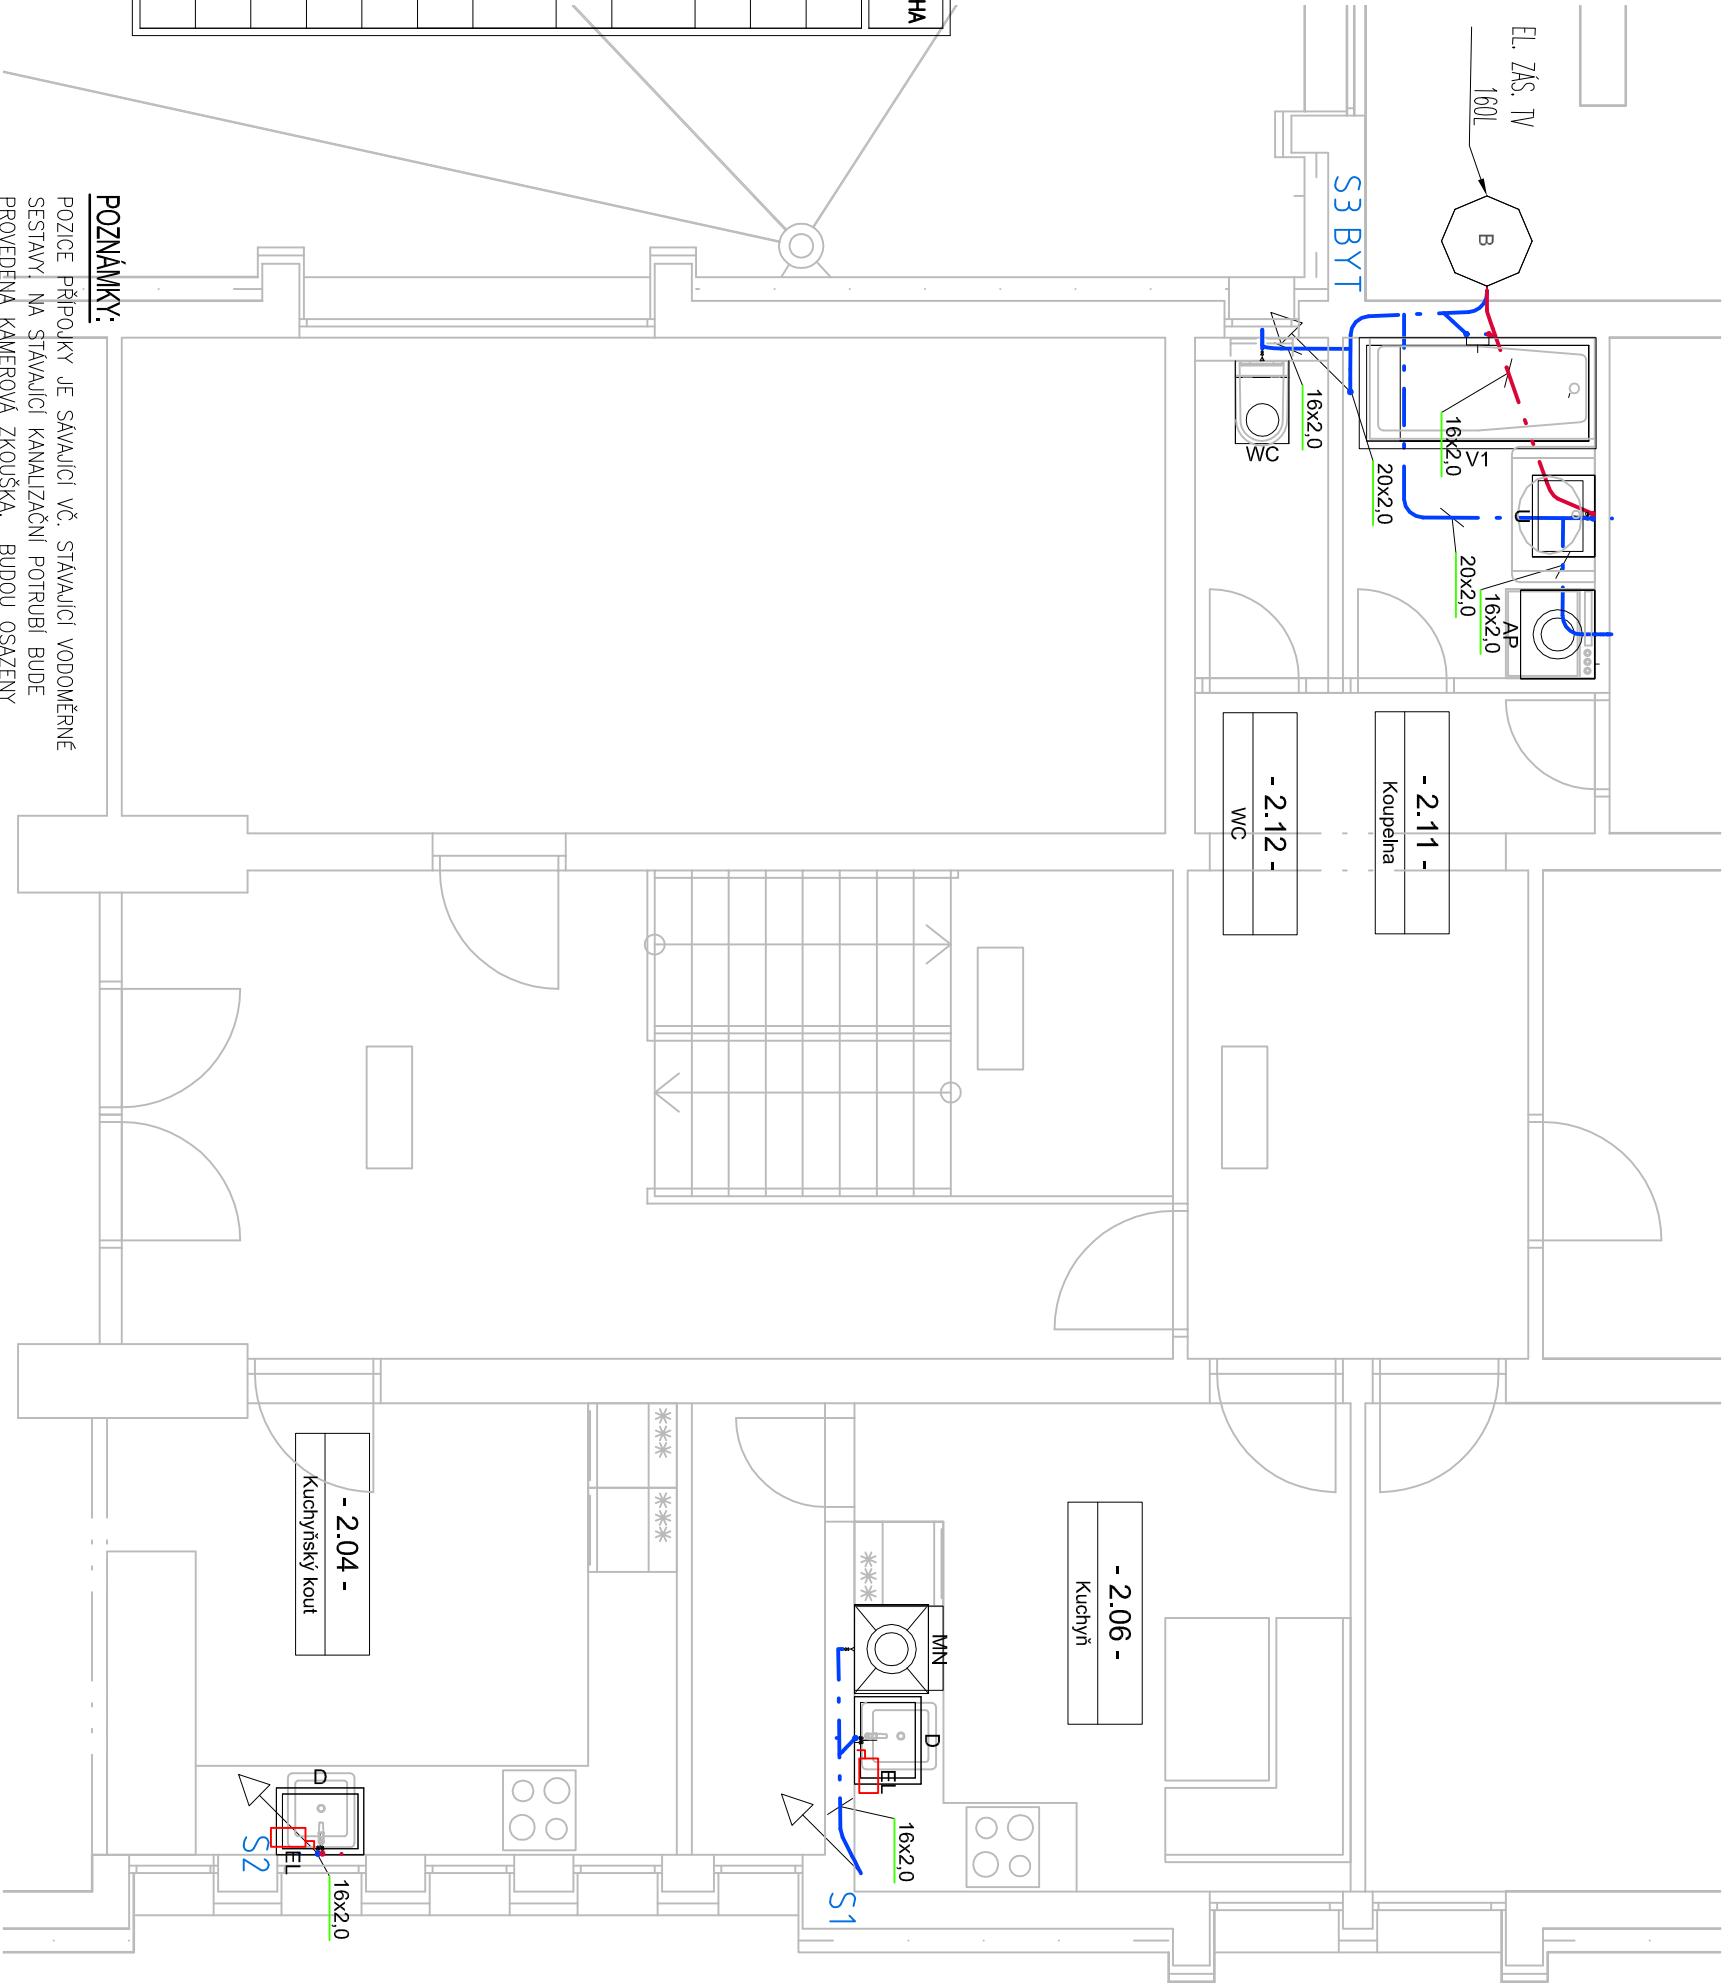 HA
EL. ZÁS. TV
160L
B
S3 BYT
16x2,0
WC
20x2,0
16x2,0
V1
U
20x2,0
16x2,0
AP
- 2.11 -
Koupelna
- 2.12 -
WC
POZNÁMKY:
POZICE PŘÍPOJKY JE SÁVAJÍCÍ VČ. STÁVAJÍCÍ VODOMĚRNÉ
SESTAVY. NA STÁVAJÍCÍ KANALIZAČNÍ POTRUBÍ BUDE
PROVEDENA KAMEROVÁ ZKOUŠKA. BUDOU OSAZENY
- 2.04 -
Kuchyňský kout
- 2.06 -
Kuchyň
MN
D
EL
16x2,0
S1
D
EL
S2
16x2,0